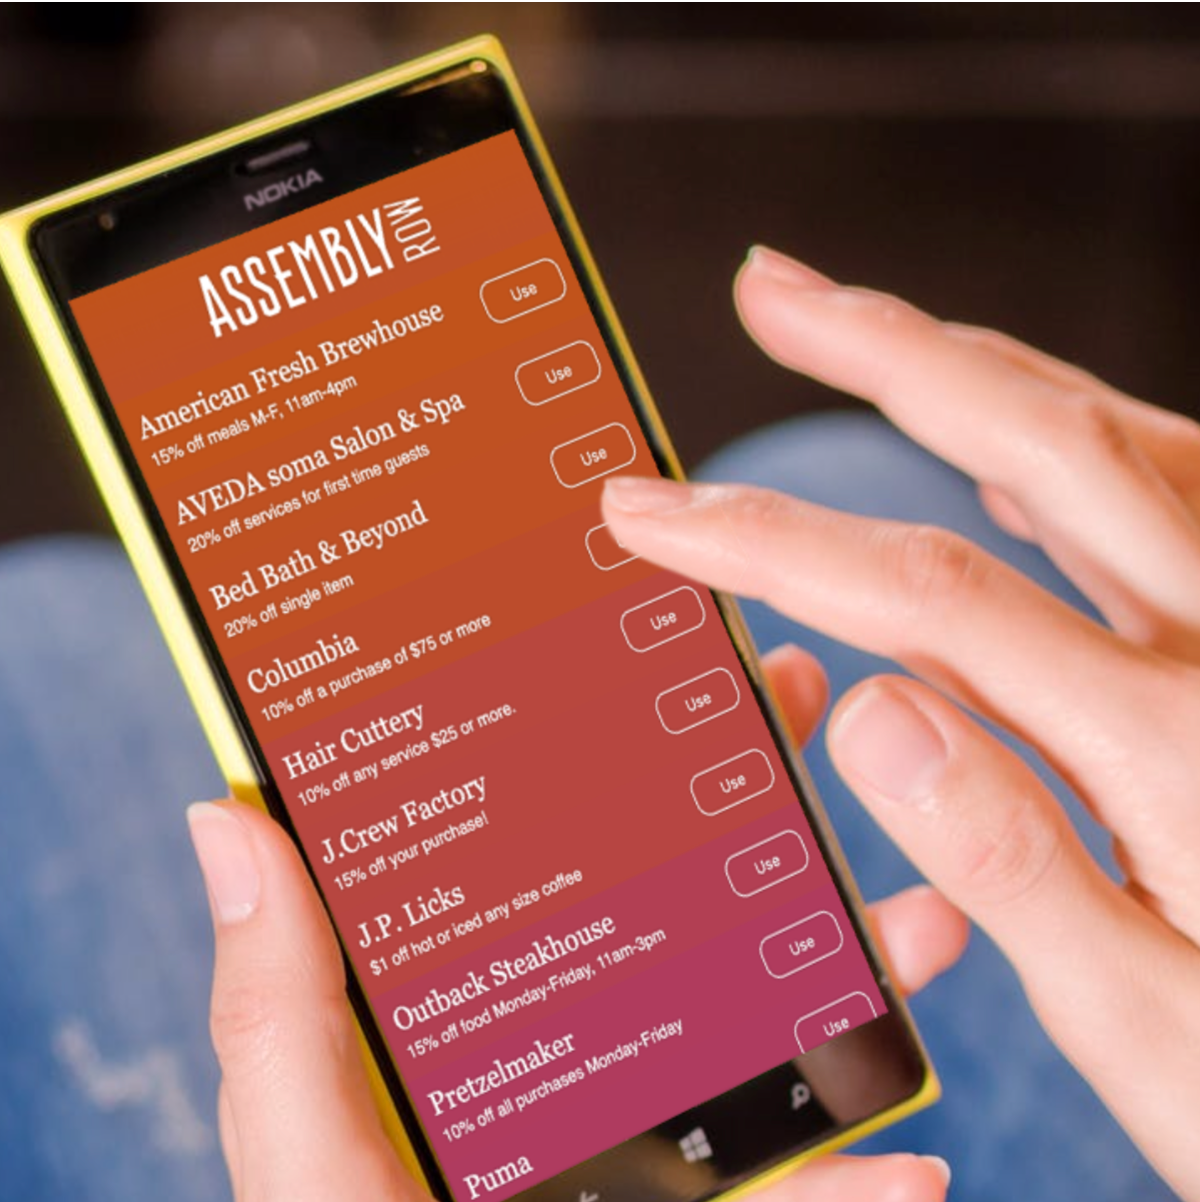 NOKIA
ASSEMBLY ROW
American Fresh Brewhouse
15% off meals M-F, 11am-4pm
Use
AVEDA soma Salon & Spa
20% off services for first time guests
Use
Bed Bath & Beyond
20% off single item
Use
Columbia
10% off a purchase of $75 or more
Hair Cuttery
10% off any service $25 or more.
Use
J.Crew Factory
15% off your purchase!
Use
J.P. Licks
$1 off hot or iced any size coffee
Use
Outback Steakhouse
15% off food Monday-Friday, 11am-3pm
Use
Pretzelmaker
10% off all purchases Monday-Friday
Use
Puma
Use